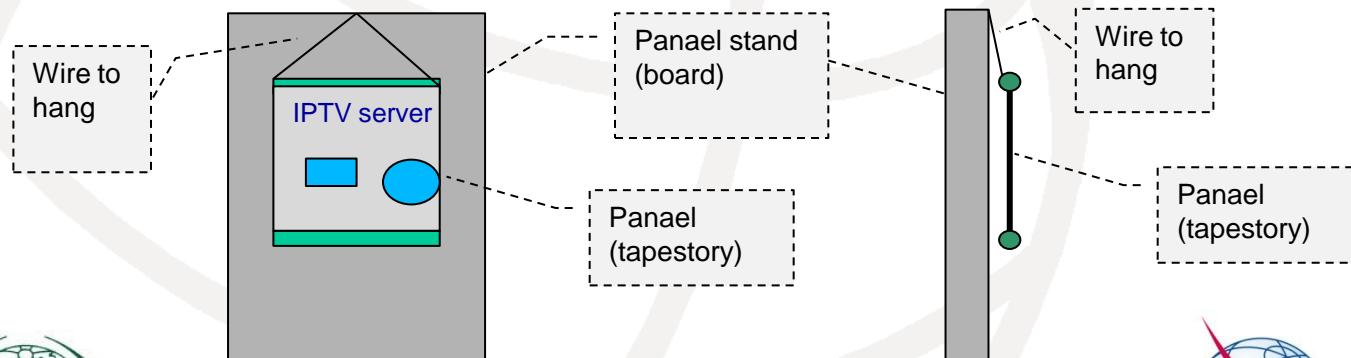 Wire to
hang
IPTV server
Panael stand
(board)
Panael
(tapestory)
Wire to
hang
Panael
(tapestory)